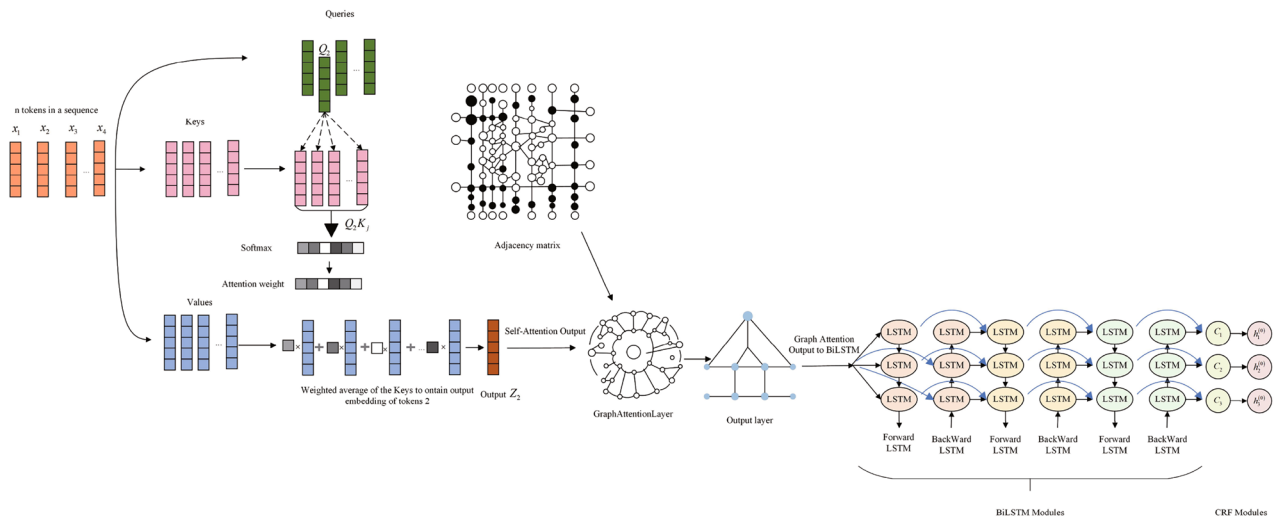 Queries
Q2
n tokens in a sequence
x1 x2 x3 x4
...
Keys
...
...
...
Q2Kj
Softmax
Attention weight
Adjacency matrix
Values
...
× + × + × + ... ×
Weighted average of the Keys to ontain output
embedding of tokens 2
Output Z2
Self-Attention Output
GraphAttentionLayer
Output layer
Graph Attention
Output to BiLSTM
LSTM LSTM LSTM LSTM LSTM LSTM C1 h1(0)
LSTM LSTM LSTM LSTM LSTM LSTM C2 h2(0)
LSTM LSTM LSTM LSTM LSTM LSTM C3
Forward BackWard Forward BackWard Forward BackWard
LSTM LSTM LSTM LSTM LSTM LSTM
BiLSTM Modules
CRF Modules